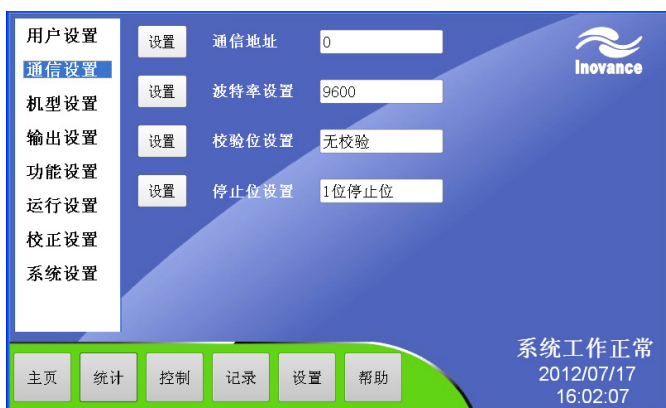 用户设置
通信设置
机型设置
输出设置
功能设置
运行设置
校正设置
系统设置
设置 通信地址 0
设置 波特率设置 9600
设置 校验位设置 无校验
设置 停止位设置 1位停止位
Inovance
主页 统计 控制 记录 设置 帮助
系统工作正常
2012/07/17
16:02:07